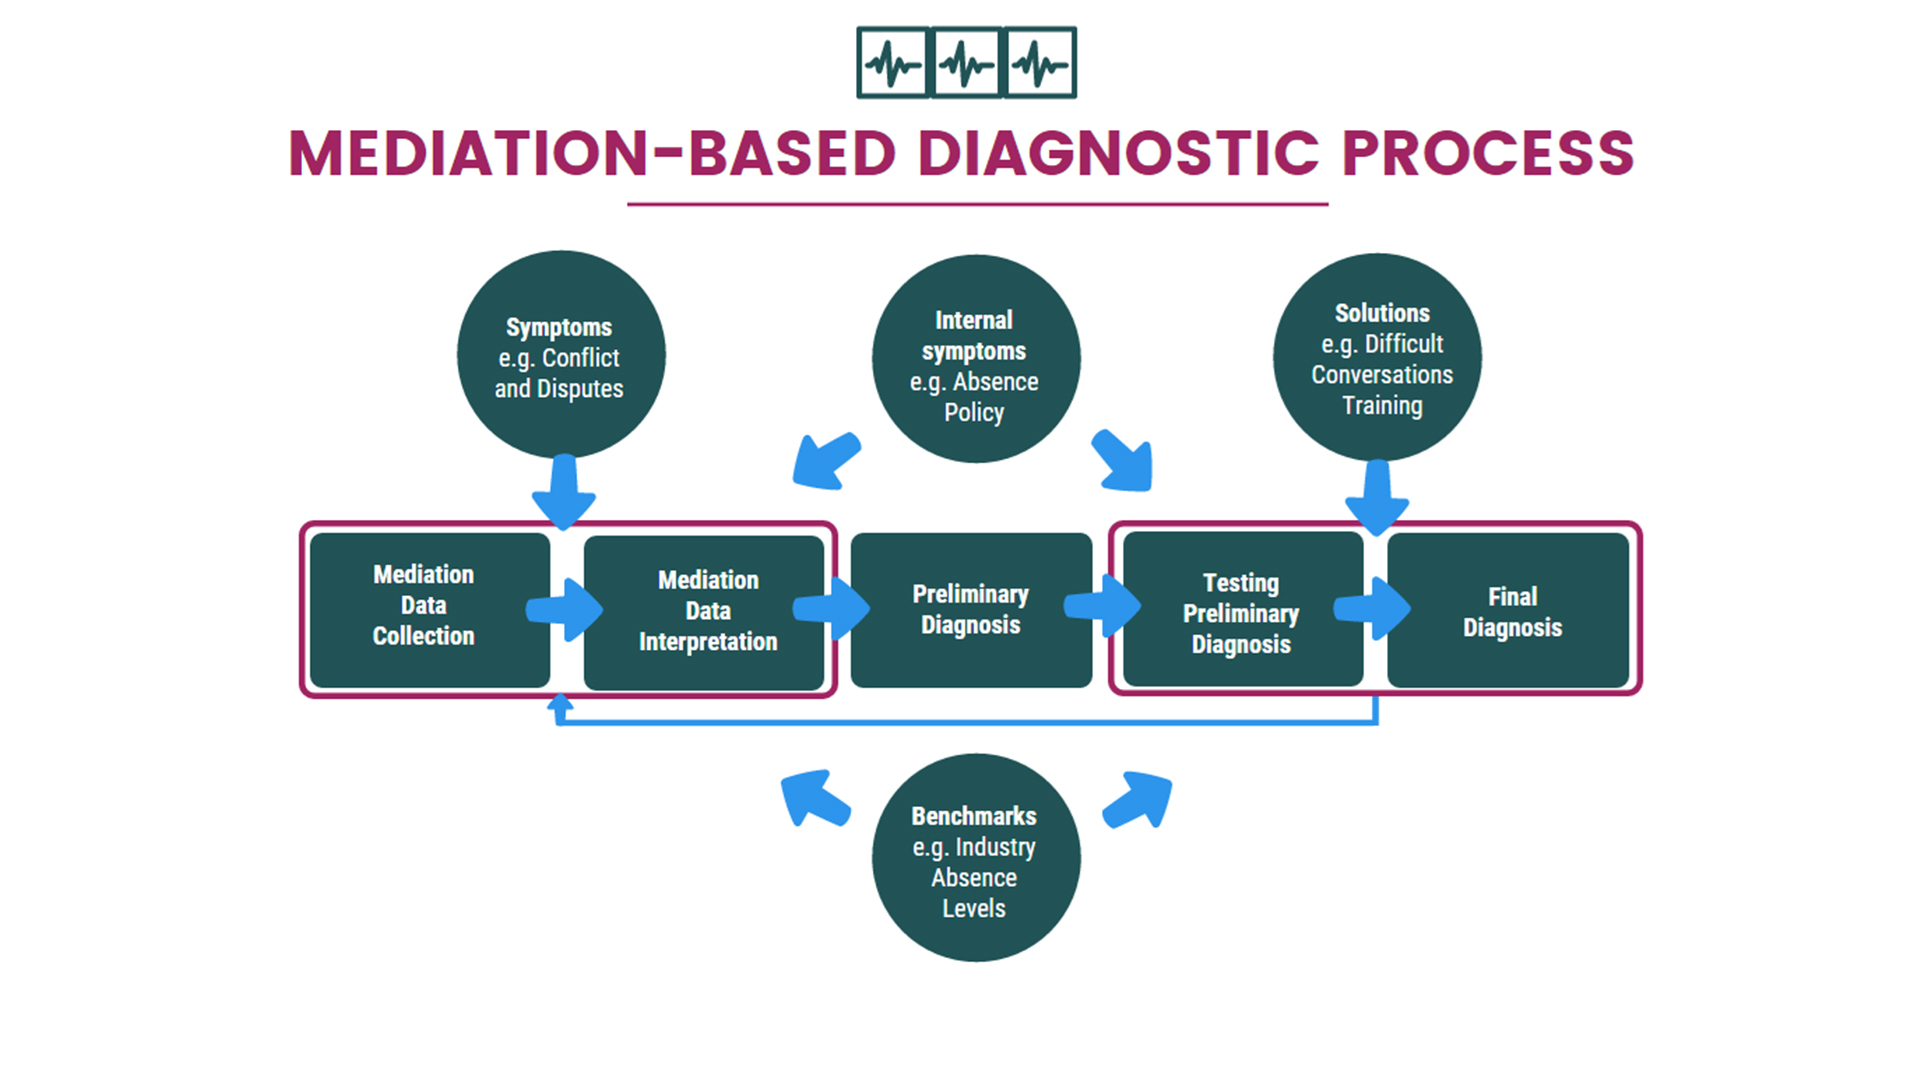 MEDIATION-BASED DIAGNOSTIC PROCESS
Symptoms
e.g. Conflict
and Disputes
Internal
symptoms
e.g. Absence
Policy
Solutions
e.g. Difficult
Conversations
Training
Mediation
Data
Collection
Mediation
Data
Interpretation
Preliminary
Diagnosis
Testing
Preliminary
Diagnosis
Final
Diagnosis
Benchmarks
e.g. Industry
Absence
Levels